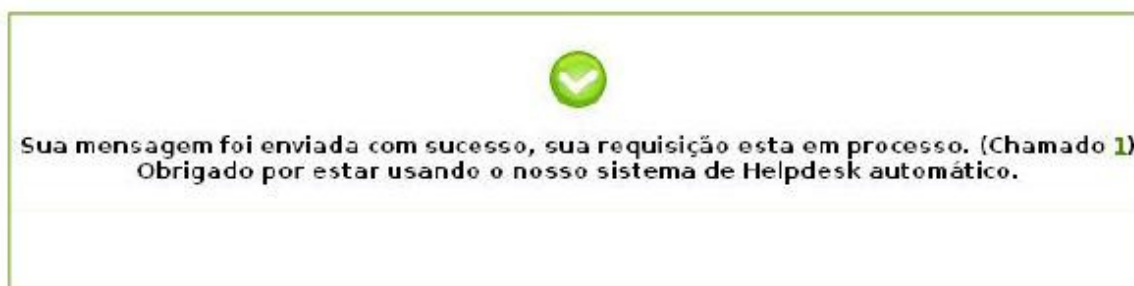 Sua mensagem foi enviada com sucesso, sua requisição esta em processo. (Chamado 1)
Obrigado por estar usando o nosso sistema de Helpdesk automático.